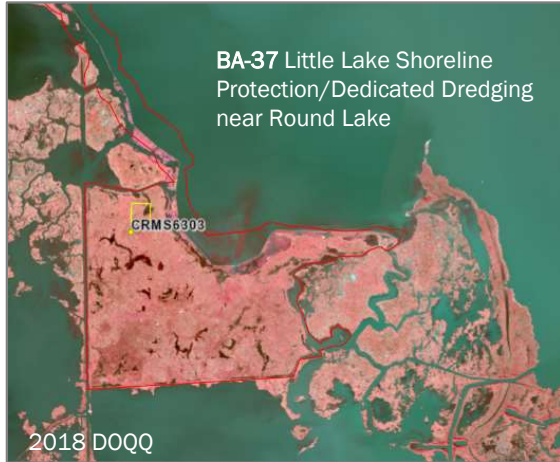 BA-37 Little Lake Shoreline
Protection/Dedicated Dredging
near Round Lake
CRMS6303
2018 DOQQ